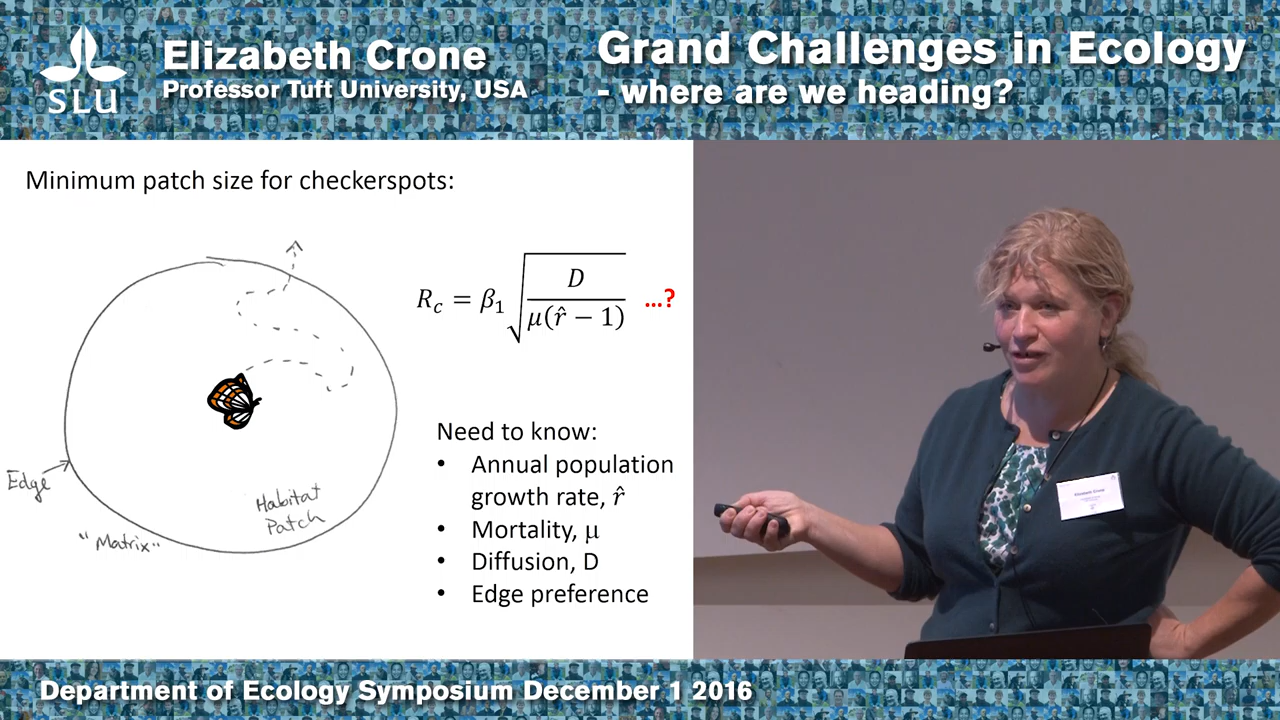 SLU
Elizabeth Crone
Professor Tuft University, USA
Grand Challenges in Ecology
- where are we heading?
Minimum patch size for checkerspots:
R_c = β_1 √(D / μ(r̂ − 1)) ...?
Edge
"Matrix"
Habitat
Patch
Need to know:
• Annual population
growth rate, r̂
• Mortality, μ
• Diffusion, D
• Edge preference
Elizabeth Crone
Department of Ecology Symposium December 1 2016